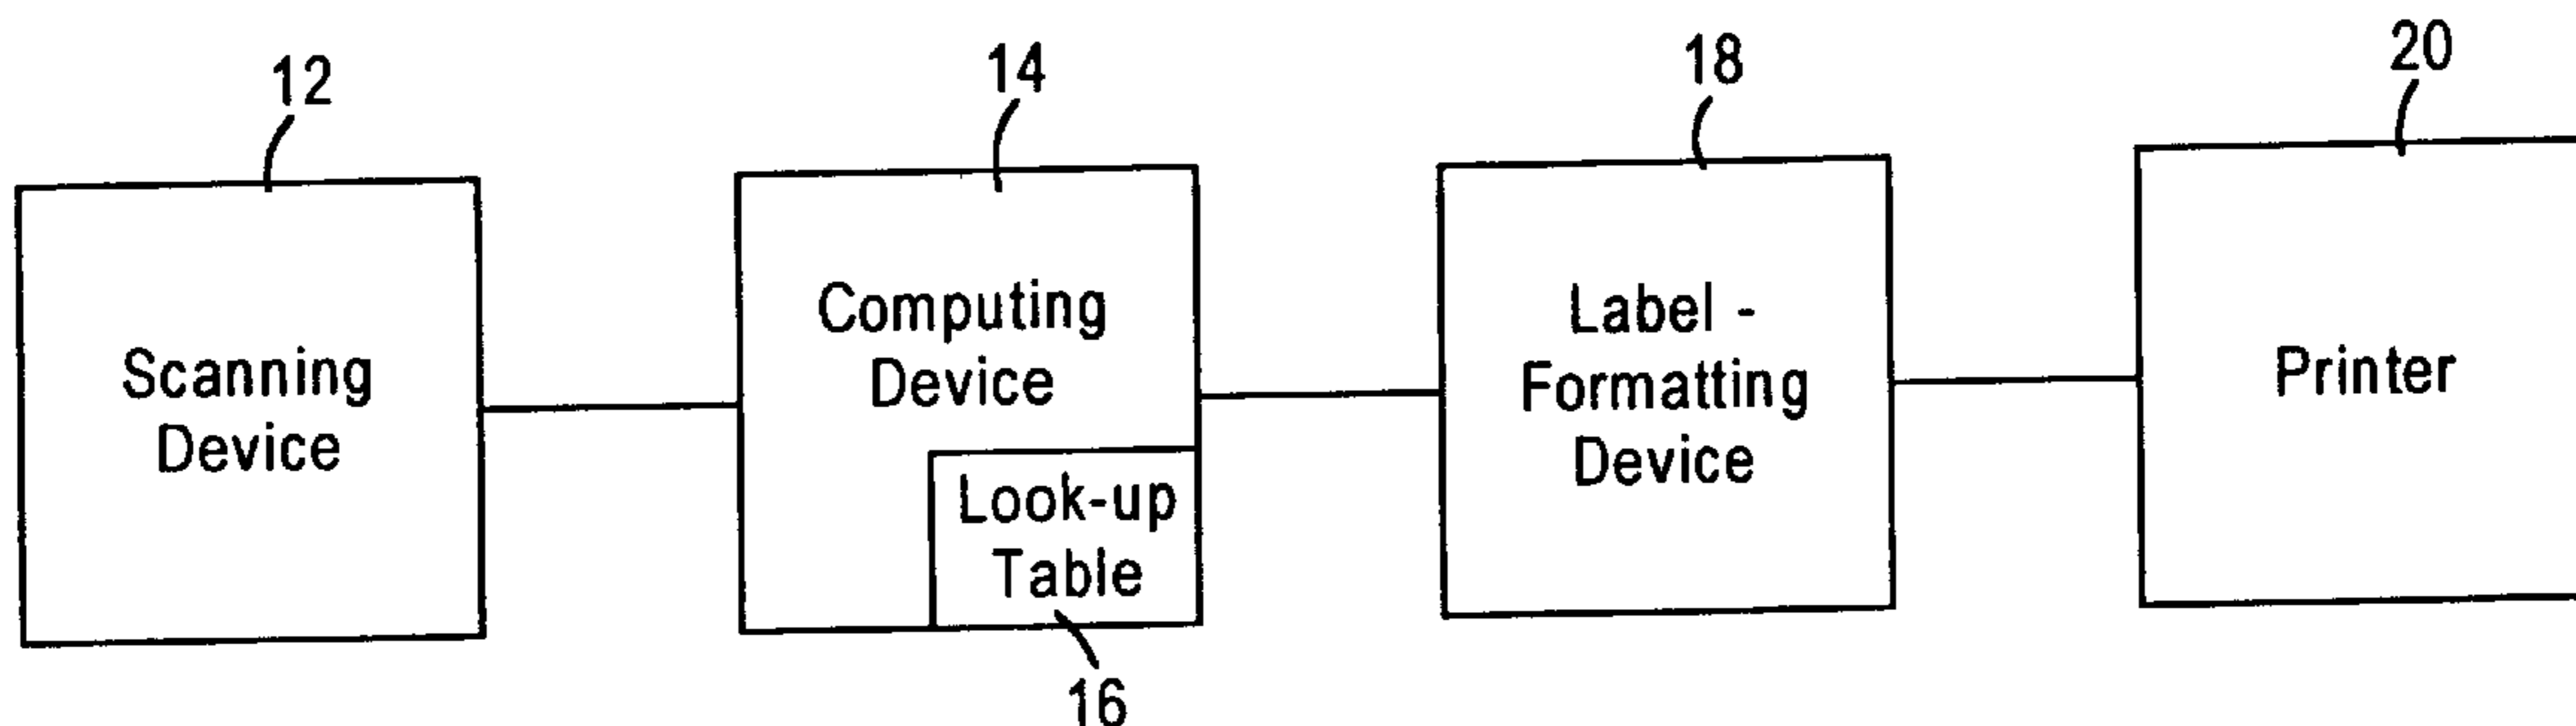 12
14
18
20
Scanning
Device
Computing
Device
Look-up
Table
16
Label -
Formatting
Device
Printer